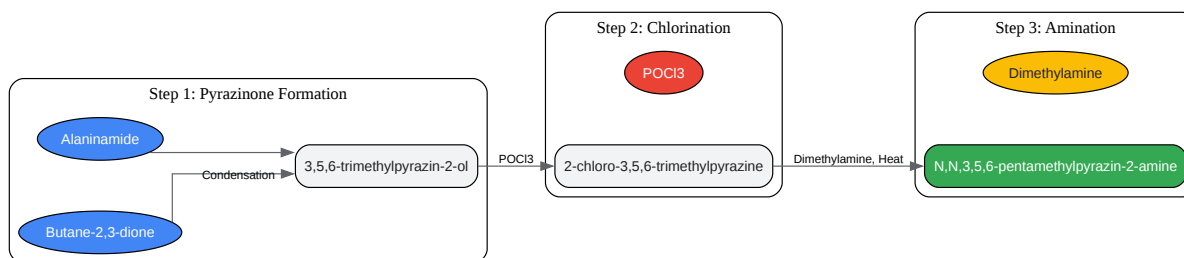 Step 1: Pyrazinone Formation
Alaninamide
Condensation
Butane-2,3-dione
3,5,6-trimethylpyrazin-2-ol
POCl3
Step 2: Chlorination
POCl3
2-chloro-3,5,6-trimethylpyrazine
Dimethylamine, Heat
Step 3: Amination
Dimethylamine
N,N,3,5,6-pentamethylpyrazin-2-amine